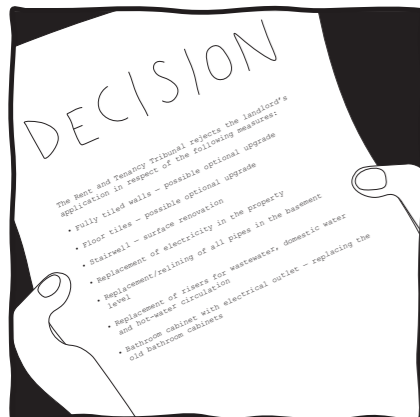 DECISION
The Rent and Tenancy Tribunal rejects the landlord's
application in respect of the following measures:
• Fully tiled walls – possible optional upgrade
• Floor tiles – possible optional upgrade
• Stairwell – surface renovation
• Replacement of electricity in the property
• Replacement/relining of all pipes in the basement
level
• Replacement of risers for wastewater, domestic water
and hot-water circulation
• Bathroom cabinet with electrical outlet – replacing the
old bathroom cabinets